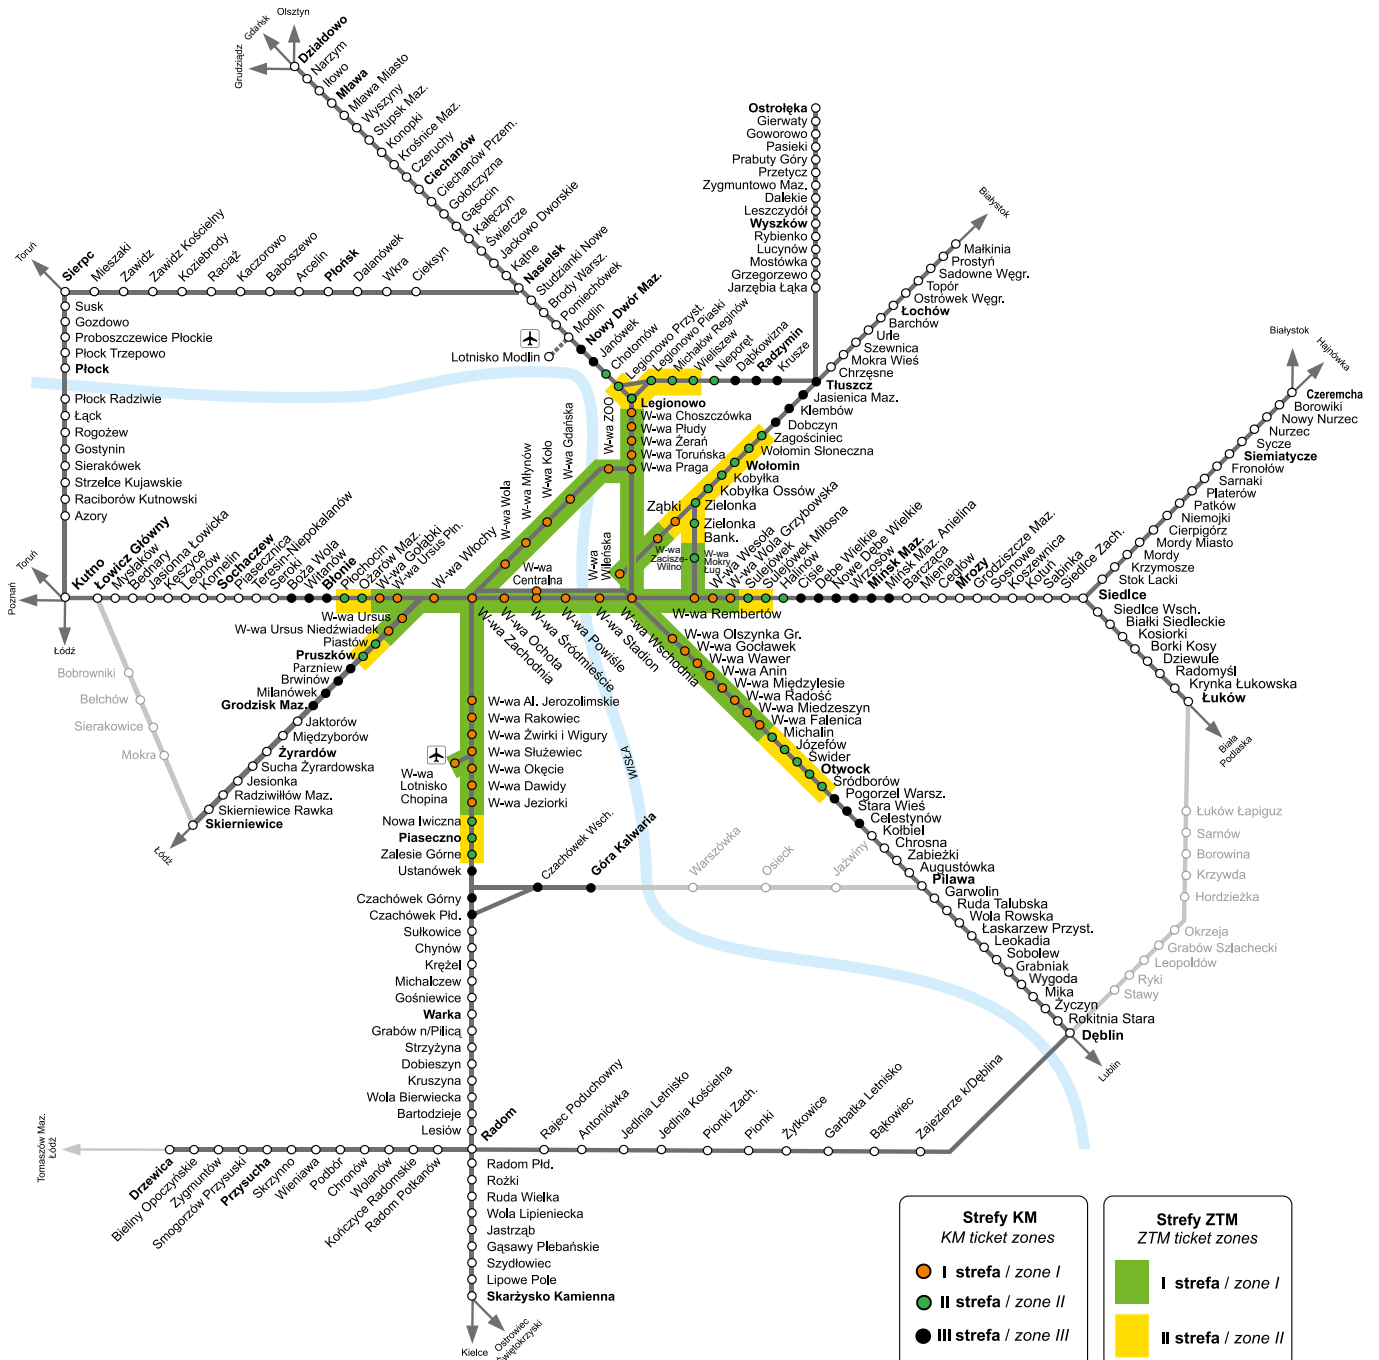 Olsztyn
Gdańsk
Grudziądz
Działdowo
Narzym
Iłowo
Mława
Mława Miasto
Wyszyny
Stupsk Maz.
Konopki
Krośnice Maz.
Czeruchy
Ciechanów
Ciechanów Przem.
Gołotczyzna
Gąsocin
Kałęczyn
Świercze
Jackowo Dworskie
Kątne
Nasielsk
Studzianki Nowe
Brody Warsz.
Pomiechówek
Modlin
Lotnisko Modlin
Nowy Dwór Maz.
Janówek
Chotomów
Legionowo Przyst.
Legionowo Piaski
Michałów Reginów
Wieliszew
Nieporęt
Dąbkowizna
Radzymin
Krusze
Ostrołęka
Gierwaty
Goworowo
Pasieki
Prabuty Góry
Przetycz
Zygmuntowo Maz.
Dalekie
Leszczydół
Wyszków
Rybienko
Lucynów
Mostówka
Grzegorzewo
Jarzębia Łąka
Białystok
Małkinia
Prostyń
Sadowne Węgr.
Topór
Ostrówek Węgr.
Łochów
Barchów
Urle
Szewnica
Mokra Wieś
Chrzęsne
Tłuszcz
Jasienica Maz.
Klembów
Dobczyn
Zagościniec
Wołomin Słoneczna
Wołomin
Kobyłka
Kobyłka Ossów
Zielonka
Zielonka
Bank.
Ząbki
W-wa
Zacisze-
Wilno
W-wa
Mokry
Ług
Toruń
Sierpc
Mieszaki
Zawidz
Zawidz Kościelny
Koziebrody
Raciąż
Kaczorowo
Baboszewo
Arcelin
Płońsk
Dalanówek
Wkra
Cieksyn
Susk
Gozdowo
Proboszczewice Płockie
Płock Trzepowo
Płock
Płock Radziwie
Łąck
Rogożew
Gostynin
Sierakówek
Strzelce Kujawskie
Raciborów Kutnowski
Azory
Toruń
Poznań
Łódź
Kutno
Łowicz Główny
Mysłaków
Bednary
Jasionna Łowicka
Kęszyce
Leonów
Kornelin
Sochaczew
Piasecznica
Teresin-Niepokalanów
Seroki
Boża Wola
Witanów
Błonie
Płochocin
Ożarów Maz.
W-wa Gołąbki
W-wa Ursus Płn.
W-wa Włochy
Legionowo
W-wa Choszczówka
W-wa Płudy
W-wa Żerań
W-wa Toruńska
W-wa Praga
W-wa ZOO
W-wa Gdańska
W-wa Koło
W-wa Młynów
W-wa Wola
W-wa
Centralna
W-wa
Wileńska
W-wa Zachodnia
W-wa Ochota
W-wa Śródmieście
W-wa Powiśle
W-wa Stadion
W-wa Wschodnia
W-wa Rembertów
W-wa Wesoła
W-wa Wola Grzybowska
Sulejówek
Sulejówek Miłosna
Halinów
Cisie
Dębe Wielkie
Nowe Dębe Wielkie
Wrzosów
Mińsk Maz.
Mińsk Maz. Anielina
Barcząca
Mienia
Cegłów
Mrozy
Grodziszcze Maz.
Sosnowe
Koszewnica
Kotuń
Sabinka
Siedlce Zach.
Siedlce
Białystok
Hajnówka
Czeremcha
Borowiki
Nowy Nurzec
Nurzec
Sycze
Siemiatycze
Fronołów
Sarnaki
Platerów
Patków
Niemojki
Cierpigórz
Mordy Miasto
Mordy
Krzymosze
Stok Lacki
Siedlce Wsch.
Białki Siedleckie
Kosiorki
Borki Kosy
Dziewule
Radomyśl
Krynka Łukowska
Łuków
Biała
Podlaska
Łuków Łapiguz
Sarnów
Borowina
Krzywda
Hordzieżka
Okrzeja
Grabów Szlachecki
Leopoldów
Ryki
Stawy
Bobrowniki
Bełchów
Sierakowice
Mokra
W-wa Ursus
W-wa Ursus Niedźwiadek
Piastów
Pruszków
Parzniew
Brwinów
Milanówek
Grodzisk Maz.
Jaktorów
Międzyborów
Żyrardów
Sucha Żyrardowska
Jesionka
Radziwiłłów Maz.
Skierniewice Rawka
Skierniewice
Łódź
W-wa Al. Jerozolimskie
W-wa Rakowiec
W-wa Żwirki i Wigury
W-wa Służewiec
W-wa Okęcie
W-wa Dawidy
W-wa Jeziorki
W-wa
Lotnisko
Chopina
Nowa Iwiczna
Piaseczno
Zalesie Górne
Ustanówek
Czachówek Górny
Czachówek Płd.
Czachówek Wsch.
Góra Kalwaria
Warszówka
Osieck
Jaźwiny
WISŁA
W-wa Olszynka Gr.
W-wa Gocławek
W-wa Wawer
W-wa Anin
W-wa Międzylesie
W-wa Radość
W-wa Miedzeszyn
W-wa Falenica
Michalin
Józefów
Świder
Otwock
Śródborów
Pogorzel Warsz.
Stara Wieś
Celestynów
Kołbiel
Chrosna
Zabieżki
Augustówka
Pilawa
Garwolin
Ruda Talubska
Wola Rowska
Łaskarzew Przyst.
Leokadia
Sobolew
Grabniak
Wygoda
Mika
Życzyn
Rokitnia Stara
Dęblin
Lublin
Sułkowice
Chynów
Krężel
Michalczew
Gośniewice
Warka
Grabów n/Pilicą
Strzyżyna
Dobieszyn
Kruszyna
Wola Bierwiecka
Bartodzieje
Lesiów
Radom
Rajec Poduchowny
Antoniówka
Jedlnia Letnisko
Jedlnia Kościelna
Pionki Zach.
Pionki
Żytkowice
Garbatka Letnisko
Bąkowiec
Zajezierze k/Dęblina
Tomaszów Maz.
Łódź
Drzewica
Bieliny Opoczyńskie
Zygmuntów
Smogorzów Przysuski
Przysucha
Skrzynno
Wieniawa
Podbór
Chronów
Wolanów
Kończyce Radomskie
Radom Potkanów
Radom Płd.
Rożki
Ruda Wielka
Wola Lipieniecka
Jastrząb
Gąsawy Plebańskie
Szydłowiec
Lipowe Pole
Skarżysko Kamienna
Kielce
Ostrowiec
Świętokrzyski
Strefy KM
KM ticket zones
I strefa / zone I
II strefa / zone II
III strefa / zone III
Strefy ZTM
ZTM ticket zones
I strefa / zone I
II strefa / zone II